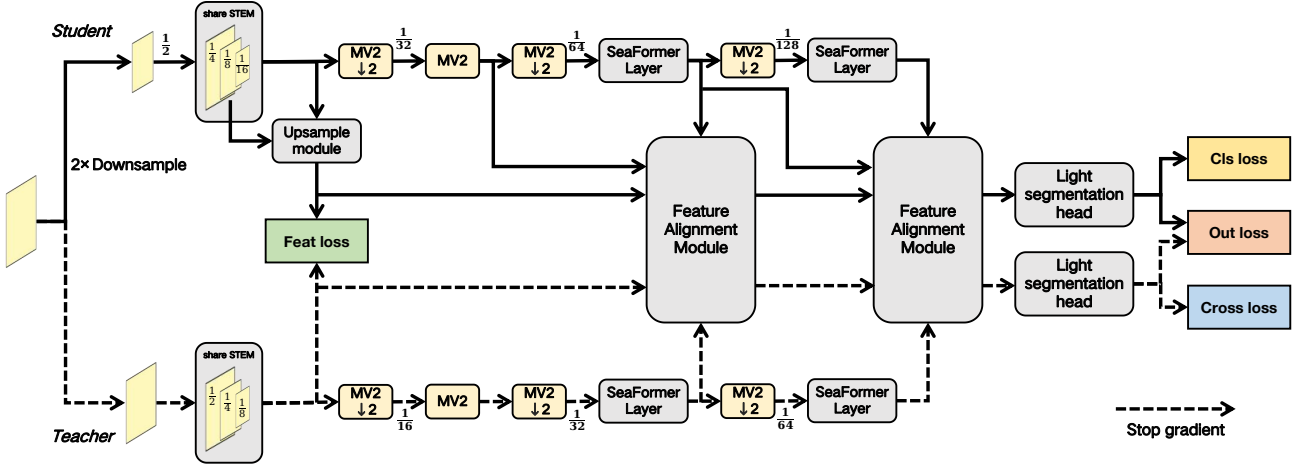 Student
1/2
share STEM
1/4
1/8
1/16
MV2
↓2
1/32
MV2
MV2
↓2
1/64
SeaFormer
Layer
MV2
↓2
1/128
SeaFormer
Layer
Upsample
module
2× Downsample
Feat loss
Feature
Alignment
Module
Feature
Alignment
Module
Light
segmentation
head
Light
segmentation
head
Cls loss
Out loss
Cross loss
Teacher
share STEM
1/2
1/4
1/8
MV2
↓2
1/16
MV2
MV2
↓2
1/32
SeaFormer
Layer
MV2
↓2
1/64
SeaFormer
Layer
Stop gradient